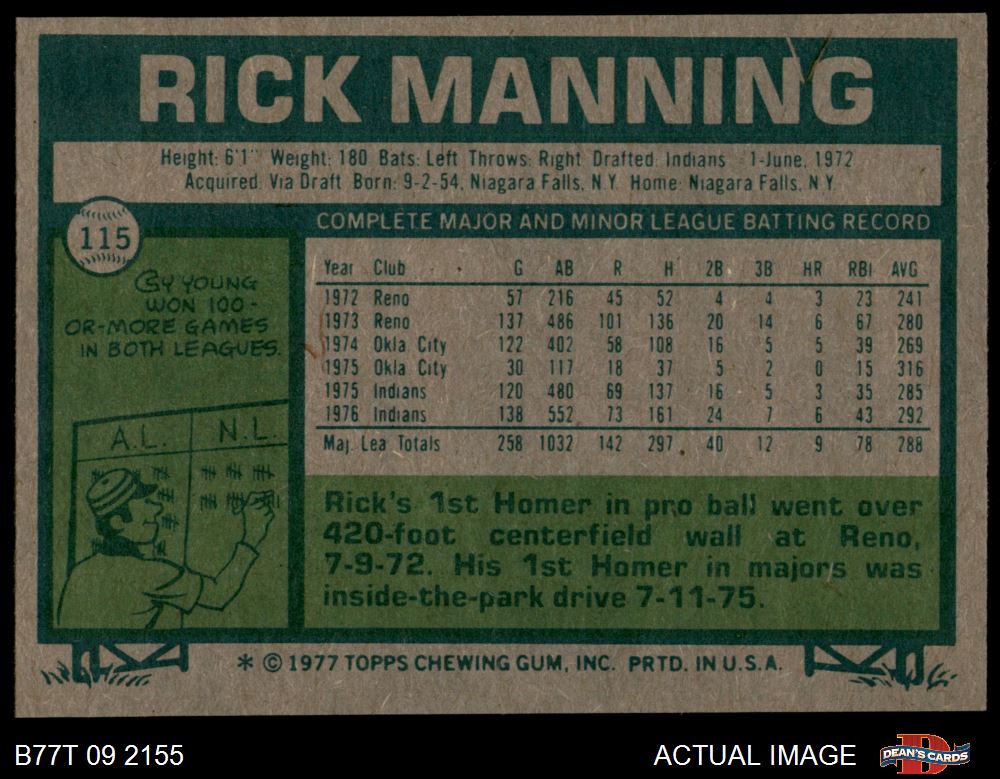 RICK MANNING
Height: 6'1" Weight: 180 Bats: Left Throws: Right Drafted: Indians 1-June, 1972
Acquired: Via Draft Born: 9-2-54, Niagara Falls, N.Y. Home: Niagara Falls, N.Y.
115
COMPLETE MAJOR AND MINOR LEAGUE BATTING RECORD
CY YOUNG
WON 100-
OR-MORE GAMES
IN BOTH LEAGUES.
A.L. N.L.
Year Club G AB R H 2B 3B HR RBI AVG
1972 Reno 57 216 45 52 4 4 3 23 241
1973 Reno 137 486 101 136 20 14 6 67 280
1974 Okla. City 122 402 58 108 16 5 5 39 269
1975 Okla. City 30 117 18 37 5 2 0 15 316
1975 Indians 120 480 69 137 16 5 3 35 285
1976 Indians 138 552 73 161 24 7 6 43 292
Maj. Lea Totals 258 1032 142 297 40 12 9 78 288
Rick's 1st Homer in pro ball went over
420-foot centerfield wall at Reno,
7-9-72. His 1st Homer in majors was
inside-the-park drive 7-11-75.
* © 1977 TOPPS CHEWING GUM, INC. PRTD. IN U.S.A.
B77T 09 2155
ACTUAL IMAGE
DEAN'S CARDS